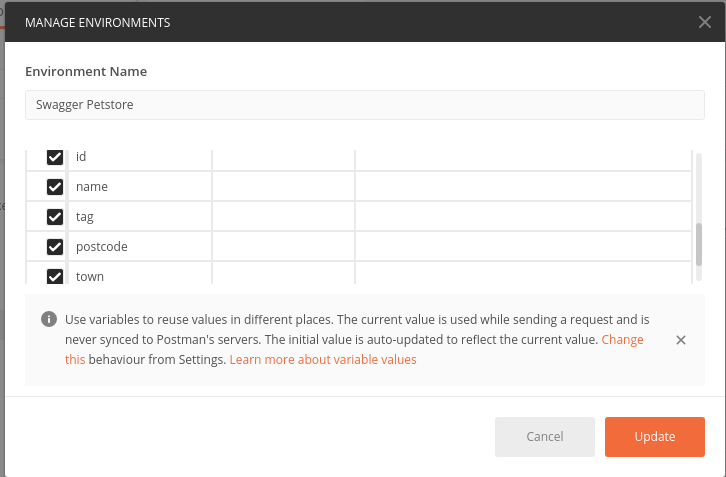 MANAGE ENVIRONMENTS
Environment Name
Swagger Petstore
id
name
tag
postcode
town
Use variables to reuse values in different places. The current value is used while sending a request and is
never synced to Postman's servers. The initial value is auto-updated to reflect the current value. Change
this behaviour from Settings. Learn more about variable values
Cancel
Update